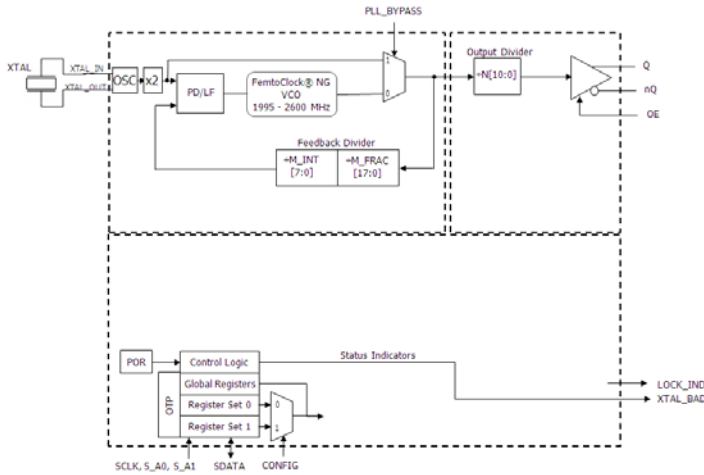 PLL_BYPASS
XTAL
XTAL_IN
XTAL_OUT
OSC
x2
PD/LF
FemtoClock® NG
VCO
1995 - 2600 MHz
1
0
Output Divider
÷N[10:0]
Q
nQ
OE
Feedback Divider
÷M_INT
[7:0]
÷M_FRAC
[17:0]
POR
Control Logic
Status Indicators
Global Registers
OTP
Register Set 0
0
Register Set 1
1
LOCK_IND
XTAL_BAD
SCLK, S_A0, S_A1
SDATA
CONFIG